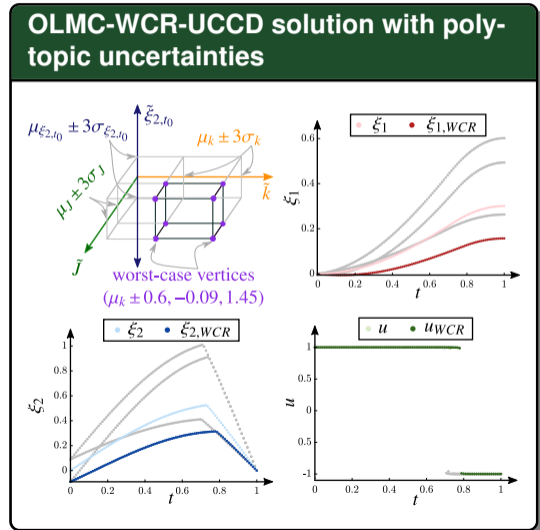 OLMC-WCR-UCCD solution with poly-
topic uncertainties
μξ2,t0 ± 3σξ2,t0
ξ̃2,t0
μk ± 3σk
μJ ± 3σJ
k̃
J̃
worst-case vertices
(μk ± 0.6, −0.09, 1.45)
ξ1 ξ1,WCR
0.6
0.4
0.2
0
ξ1
0.2 0.4 0.6 0.8 1
t
ξ2 ξ2,WCR
1
0.8
0.6
0.4
0.2
0
ξ2
0 0.2 0.4 0.6 0.8 1
t
u uWCR
1
0.5
0
0.5
-1
u
0 0.2 0.4 0.6 0.8 1
t